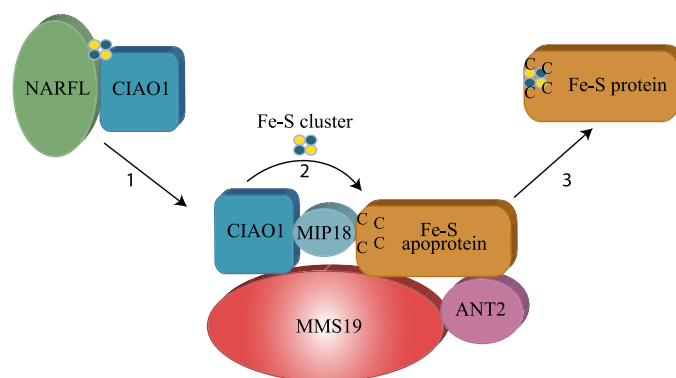 NARFL
CIAO1
C C
C C
Fe-S protein
Fe-S cluster
1
2
3
CIAO1
MIP18
C C
C C
Fe-S
apoprotein
MMS19
ANT2